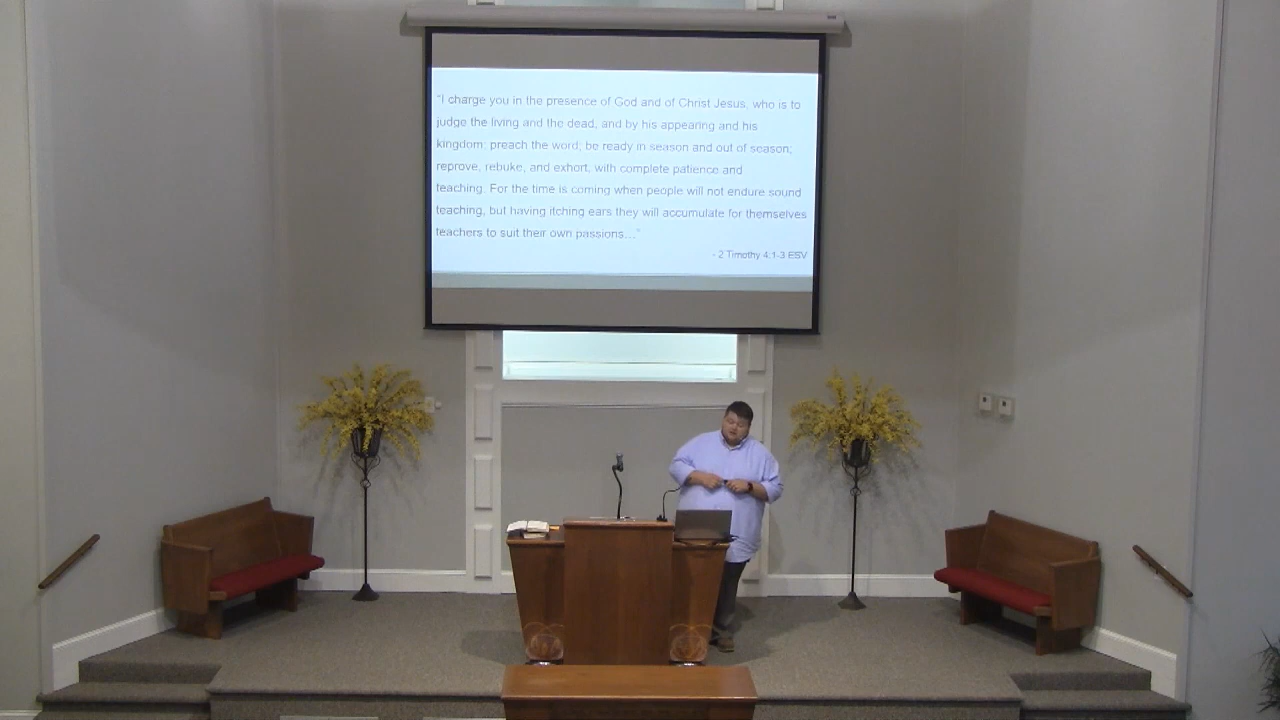 “I charge you in the presence of God and of Christ Jesus, who is to
judge the living and the dead, and by his appearing and his
kingdom: preach the word; be ready in season and out of season;
reprove, rebuke, and exhort, with complete patience and
teaching. For the time is coming when people will not endure sound
teaching, but having itching ears they will accumulate for themselves
teachers to suit their own passions…”
- 2 Timothy 4:1-3 ESV